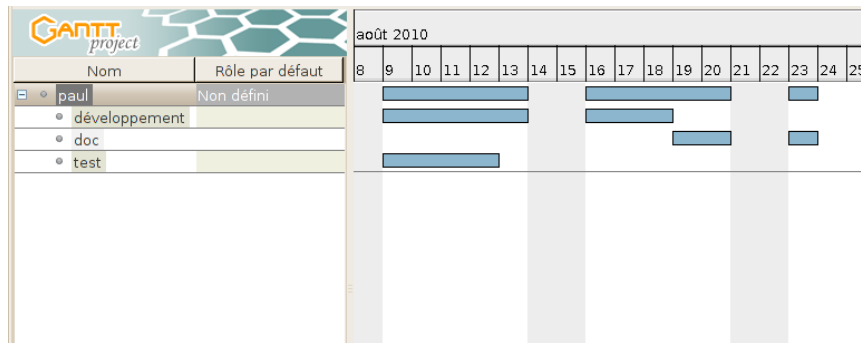 GANTT
project
août 2010
Nom Rôle par défaut 8 9 10 11 12 13 14 15 16 17 18 19 20 21 22 23 24 25
paul Non défini
développement
doc
test